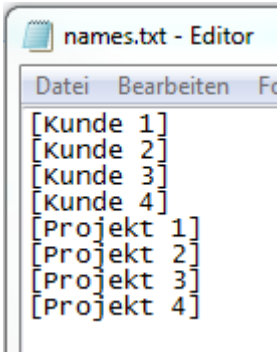 names.txt - Editor
Datei Bearbeiten
[Kunde 1]
[Kunde 2]
[Kunde 3]
[Kunde 4]
[Projekt 1]
[Projekt 2]
[Projekt 3]
[Projekt 4]